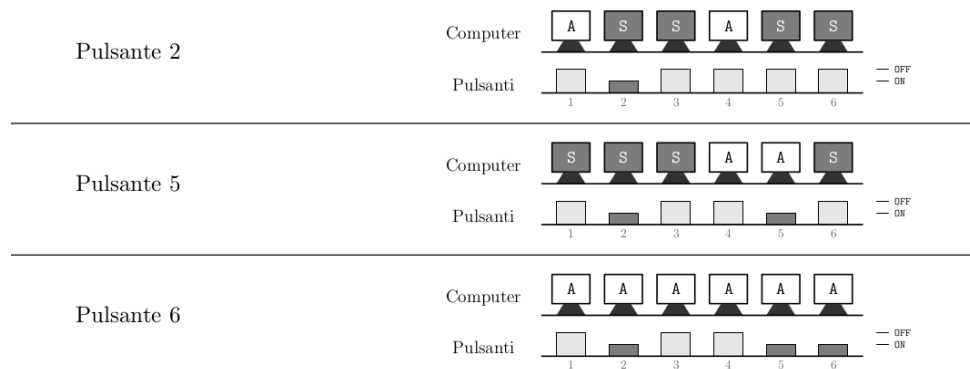 Computer A S S A S S
Pulsante 2
OFF
ON
Pulsanti
1 2 3 4 5 6
Computer S S S A A S
Pulsante 5
OFF
ON
Pulsanti
1 2 3 4 5 6
Computer A A A A A A
Pulsante 6
OFF
ON
Pulsanti
1 2 3 4 5 6